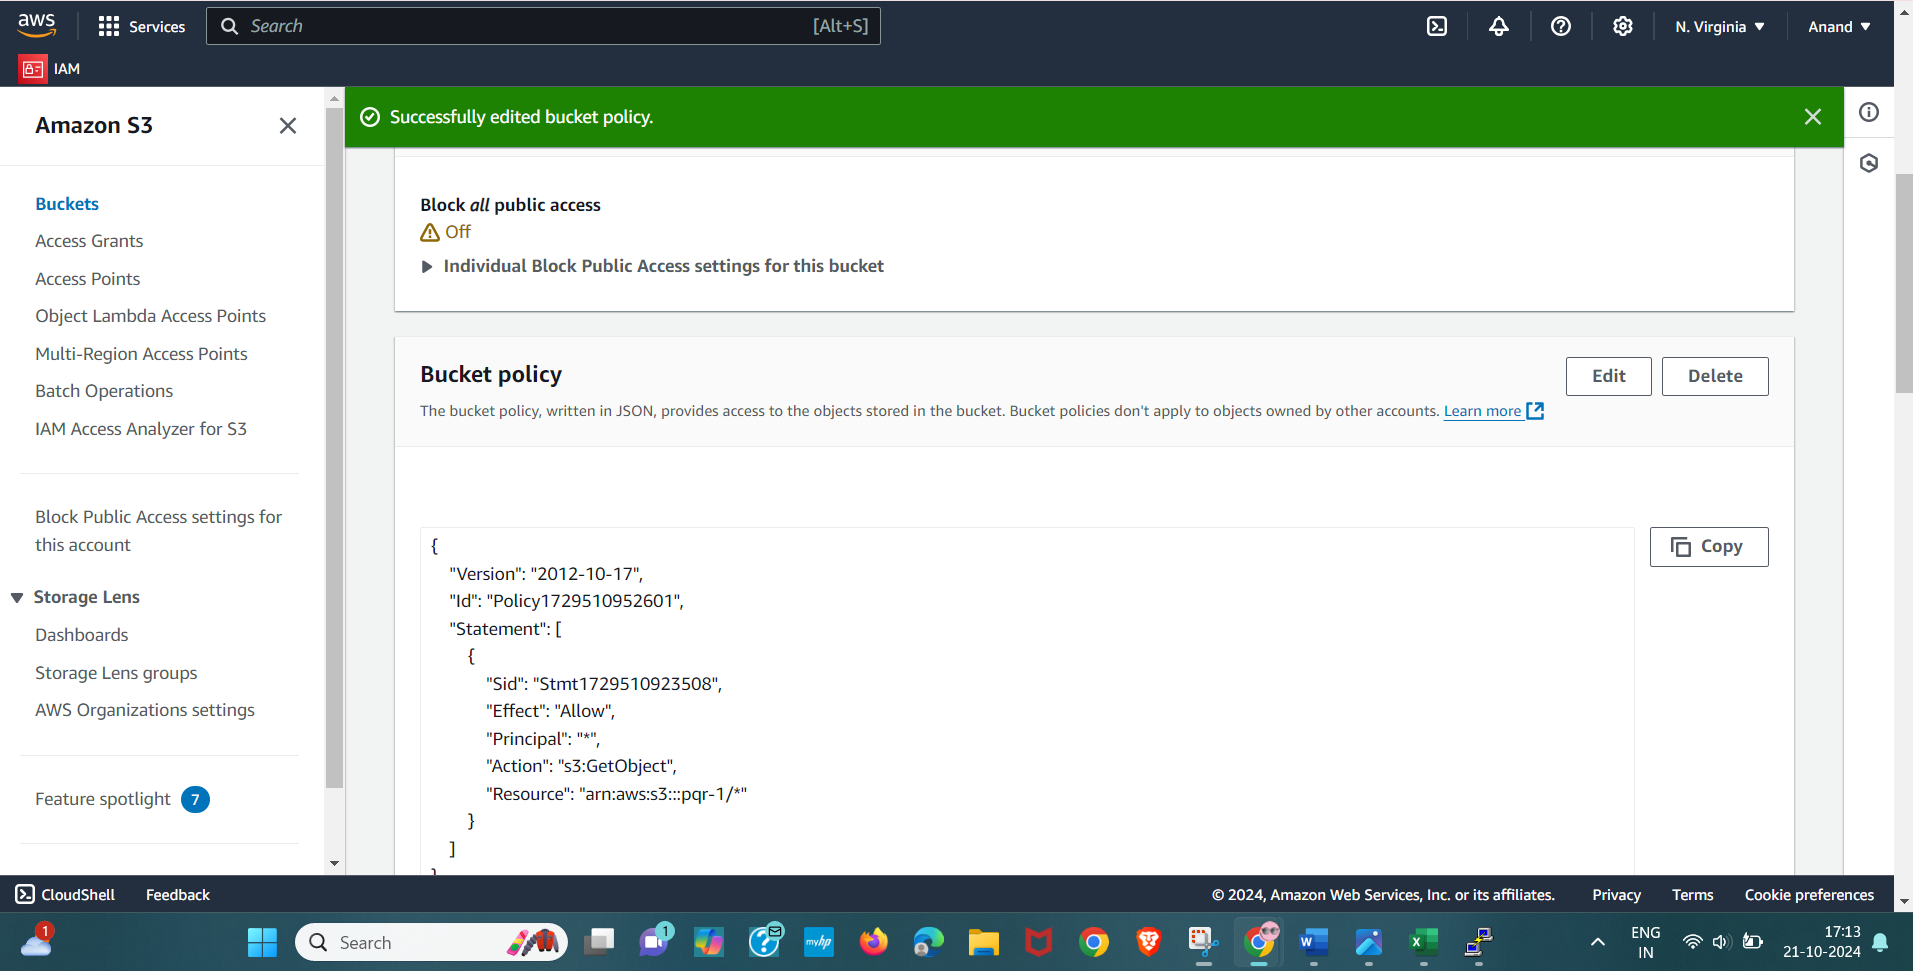 aws
Services
Search
[Alt+S]
N. Virginia
Anand
IAM
Amazon S3
Buckets
Access Grants
Access Points
Object Lambda Access Points
Multi-Region Access Points
Batch Operations
IAM Access Analyzer for S3
Block Public Access settings for
this account
Storage Lens
Dashboards
Storage Lens groups
AWS Organizations settings
Feature spotlight 7
Successfully edited bucket policy.
Block all public access
Off
Individual Block Public Access settings for this bucket
Bucket policy
Edit
Delete
The bucket policy, written in JSON, provides access to the objects stored in the bucket. Bucket policies don't apply to objects owned by other accounts. Learn more
Copy
{
"Version": "2012-10-17",
"Id": "Policy1729510952601",
"Statement": [
{
"Sid": "Stmt1729510923508",
"Effect": "Allow",
"Principal": "*",
"Action": "s3:GetObject",
"Resource": "arn:aws:s3:::pqr-1/*"
}
]
}
CloudShell
Feedback
© 2024, Amazon Web Services, Inc. or its affiliates.
Privacy
Terms
Cookie preferences
1
Search
1
myhp
ENG
IN
17:13
21-10-2024